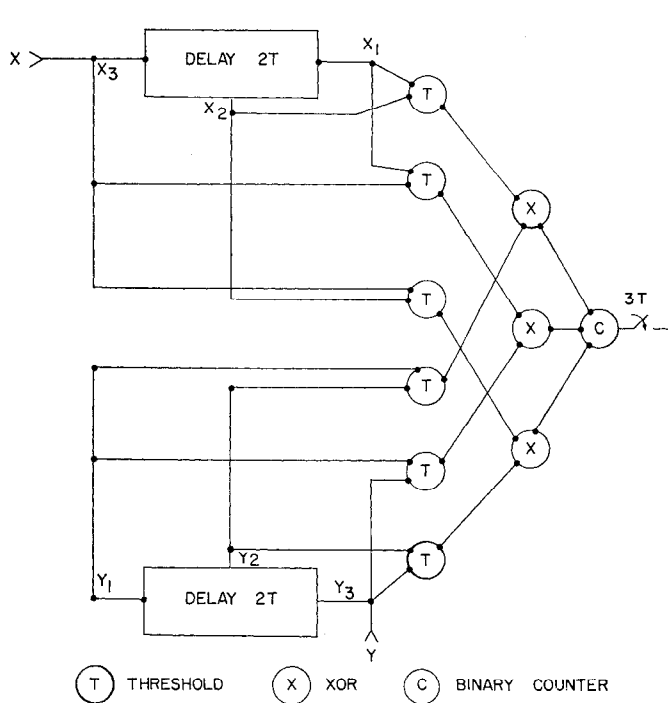 X
X3
DELAY 2T
X1
X2
T
T
X
T
3T
X
C
T
X
T
T
Y1
Y2
DELAY 2T
Y3
Y
T THRESHOLD
X XOR
C BINARY COUNTER